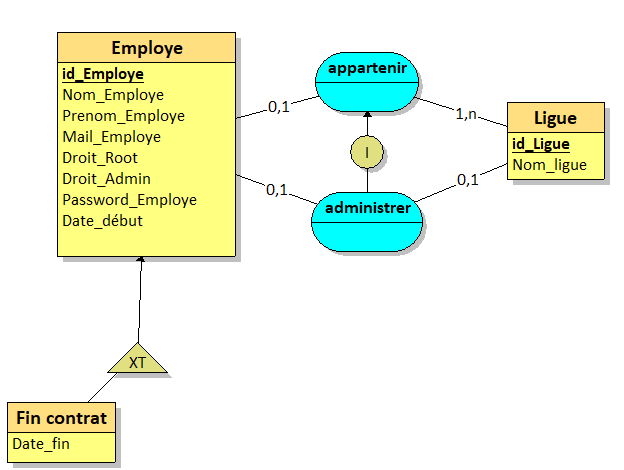 Employe
id_Employe
Nom_Employe
Prenom_Employe
Mail_Employe
Droit_Root
Droit_Admin
Password_Employe
Date_début
0,1
0,1
appartenir
I
administrer
1,n
0,1
Ligue
id_Ligue
Nom_ligue
XT
Fin contrat
Date_fin